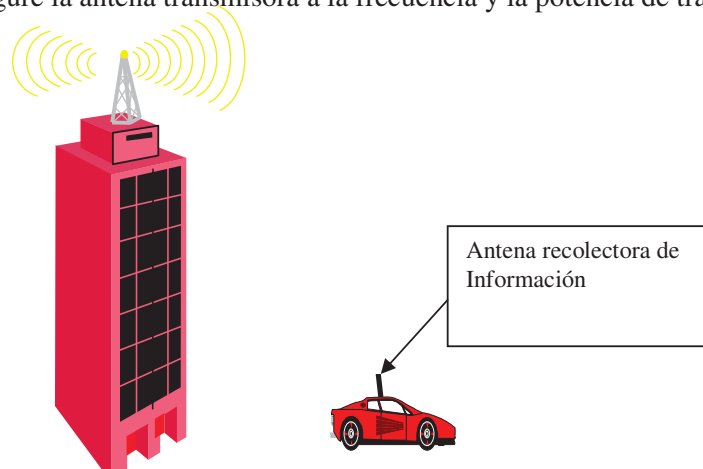 gure la antena transmisora a la frecuencia y la potencia de tra
Antena recolectora de
Información